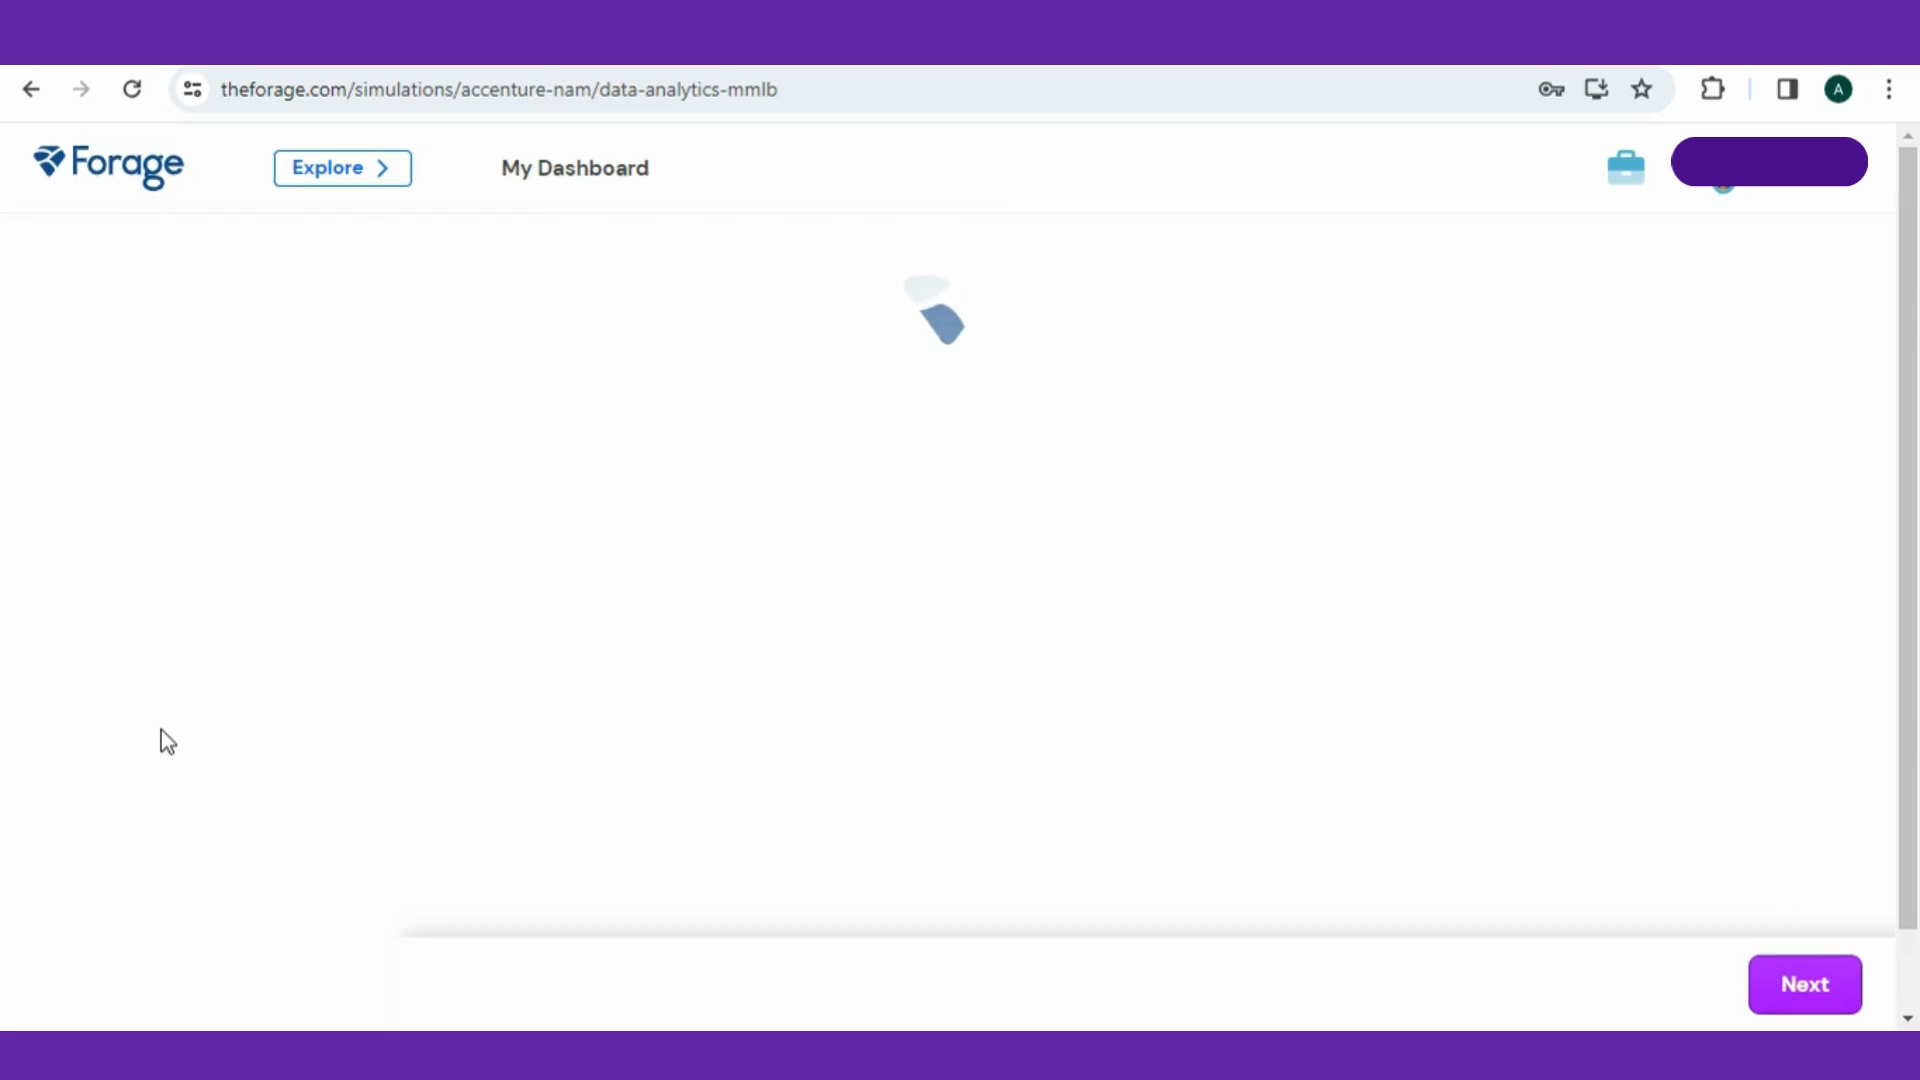 theforage.com/simulations/accenture-nam/data-analytics-mmlb
A
Forage
Explore
My Dashboard
Next